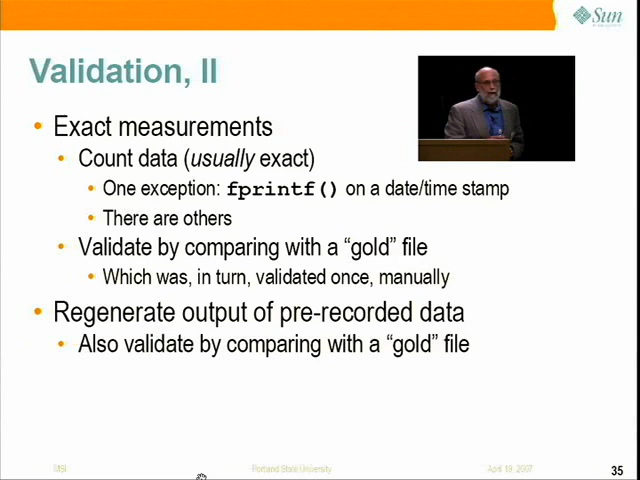 Sun
Validation, II
Exact measurements
Count data (usually exact)
One exception: fprintf() on a date/time stamp
There are others
Validate by comparing with a “gold” file
Which was, in turn, validated once, manually
Regenerate output of pre-recorded data
Also validate by comparing with a “gold” file
MSI Portland State University April 19, 2007 35